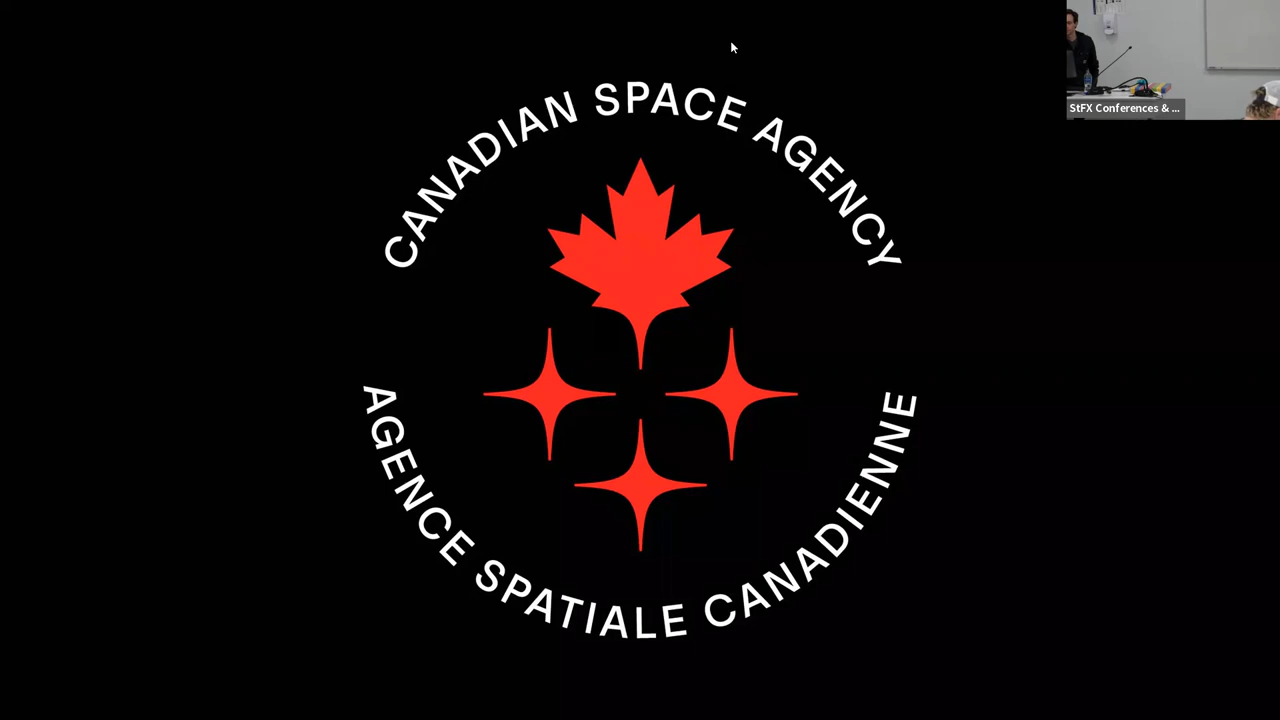 CANADIAN SPACE AGENCY
StFX Conferences & ...
AGENCE SPATIALE CANADIENNE